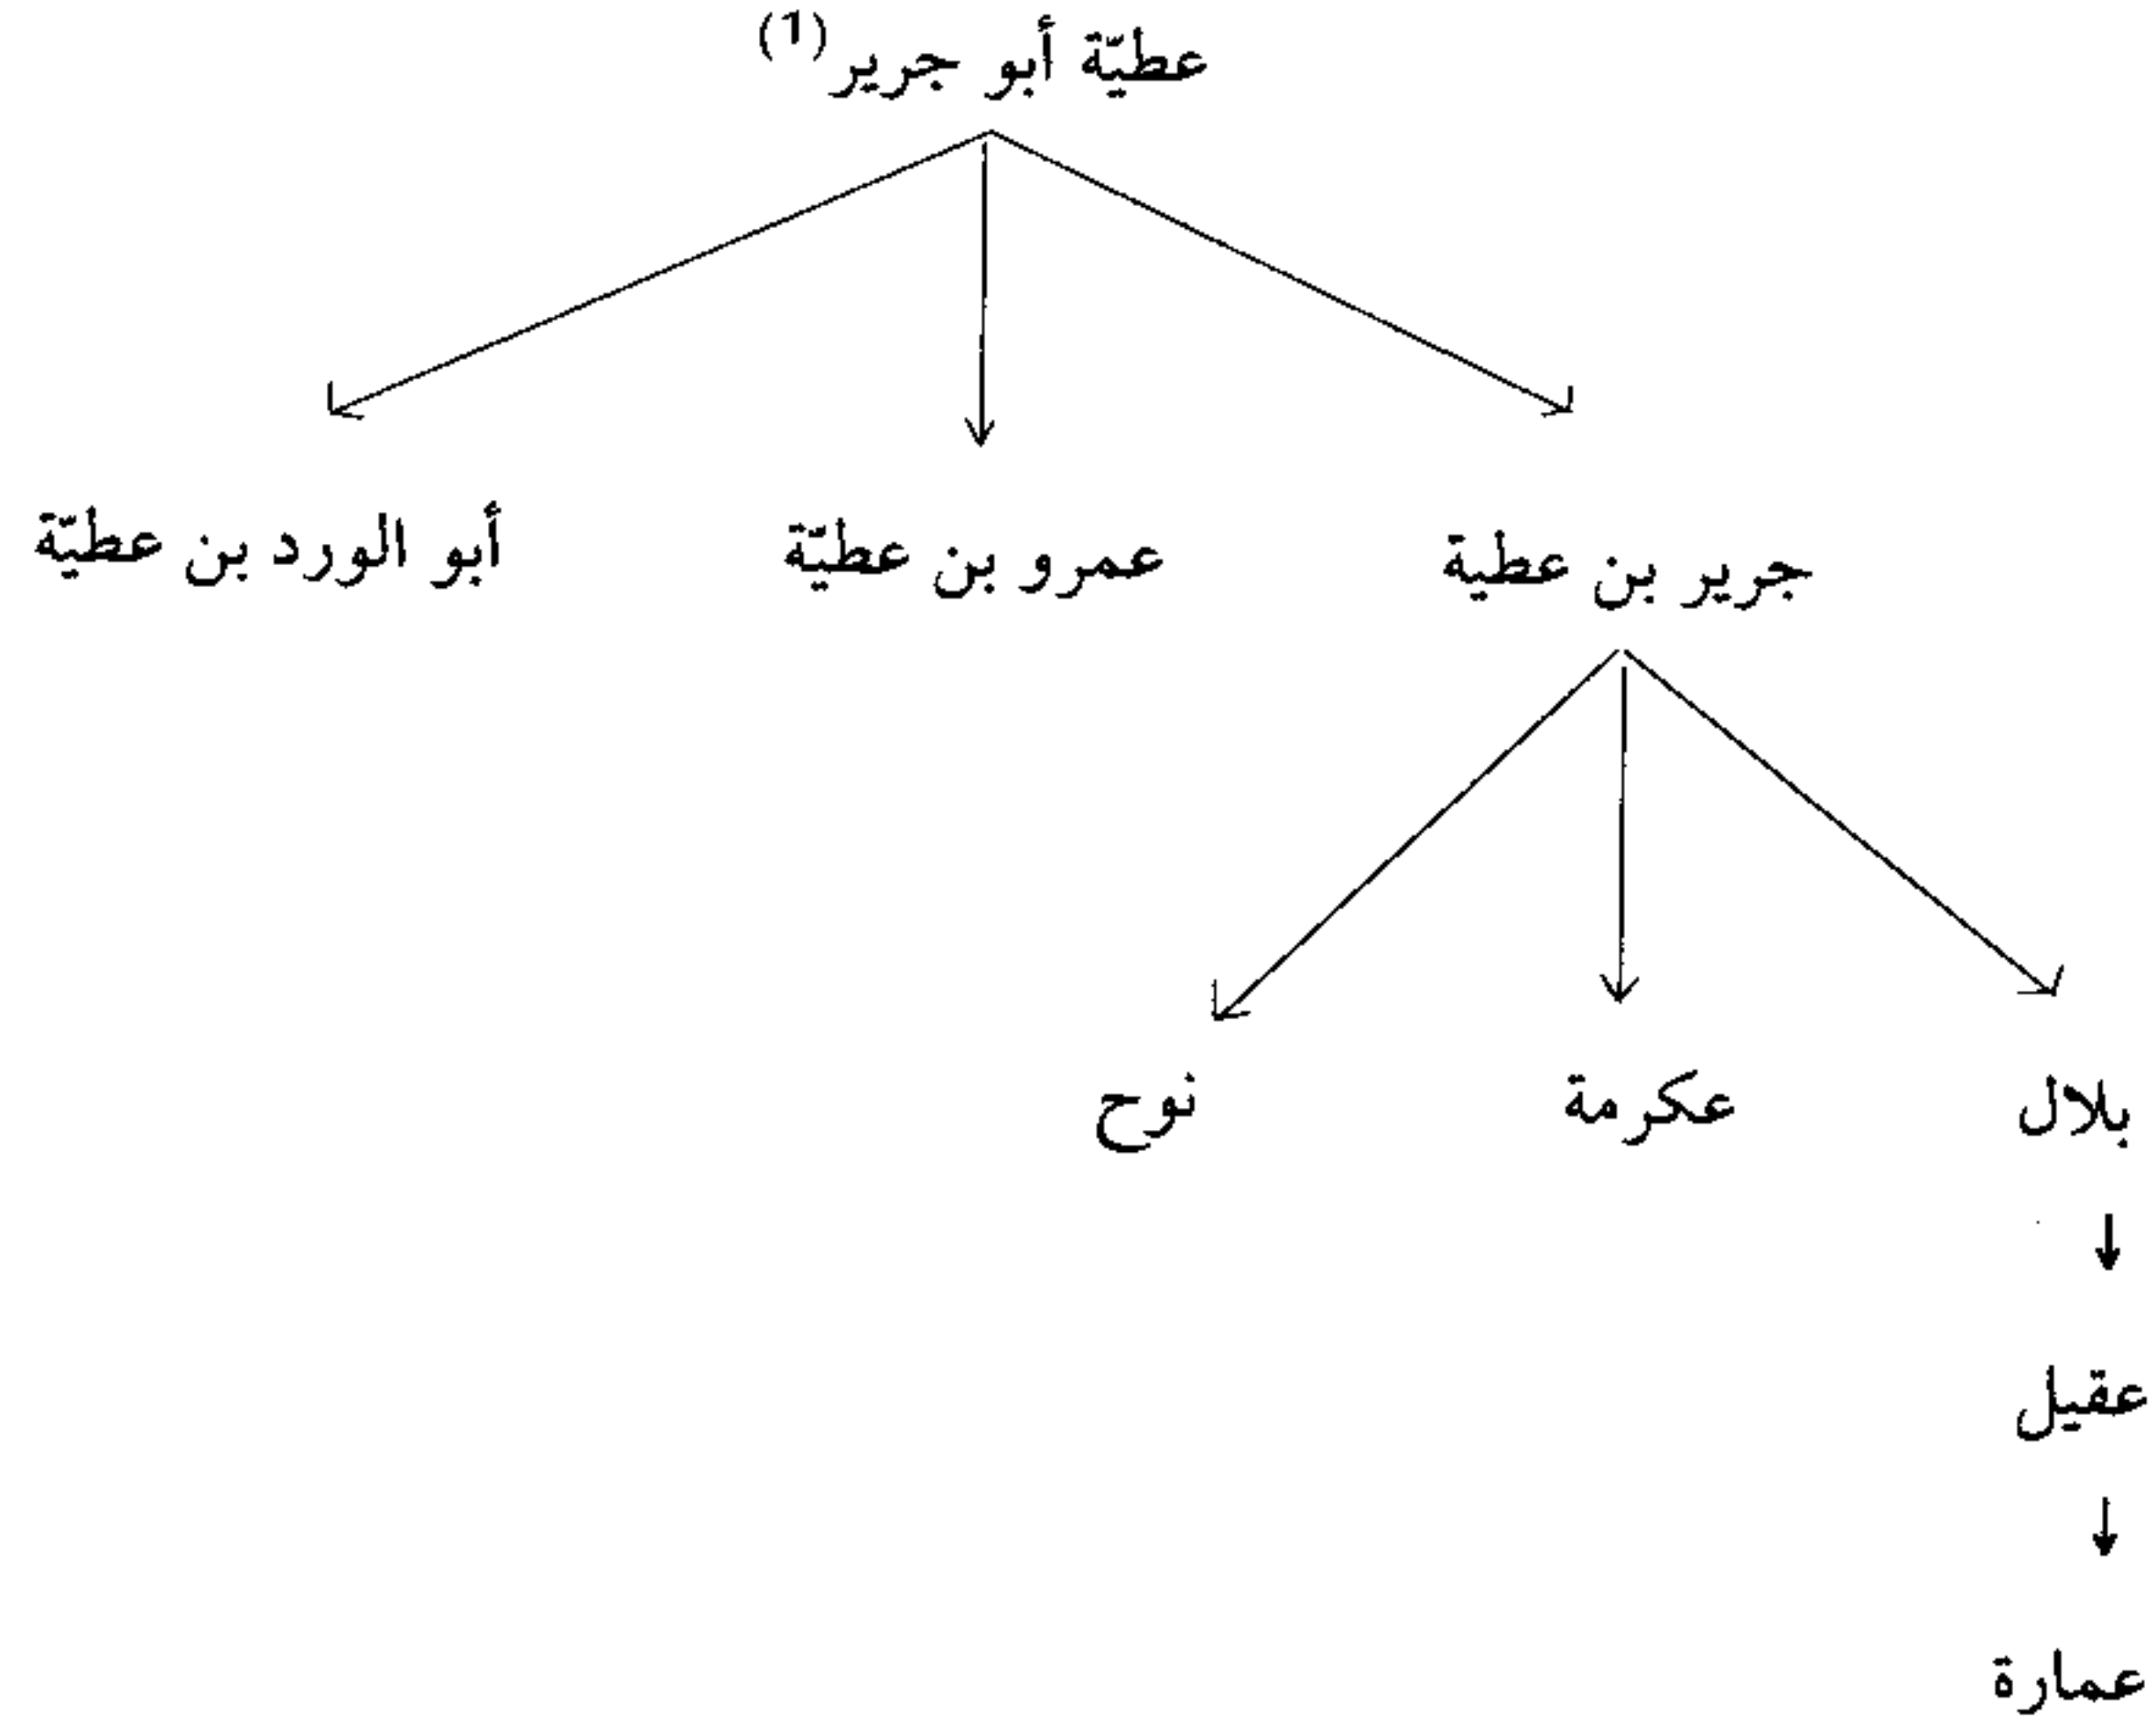 عطيّة أبو جرير(1)
جرير بن عطية عمرو بن عطيّة أبو الورد بن عطيّة
بلال عكرمة نوح
عقيل
عمارة